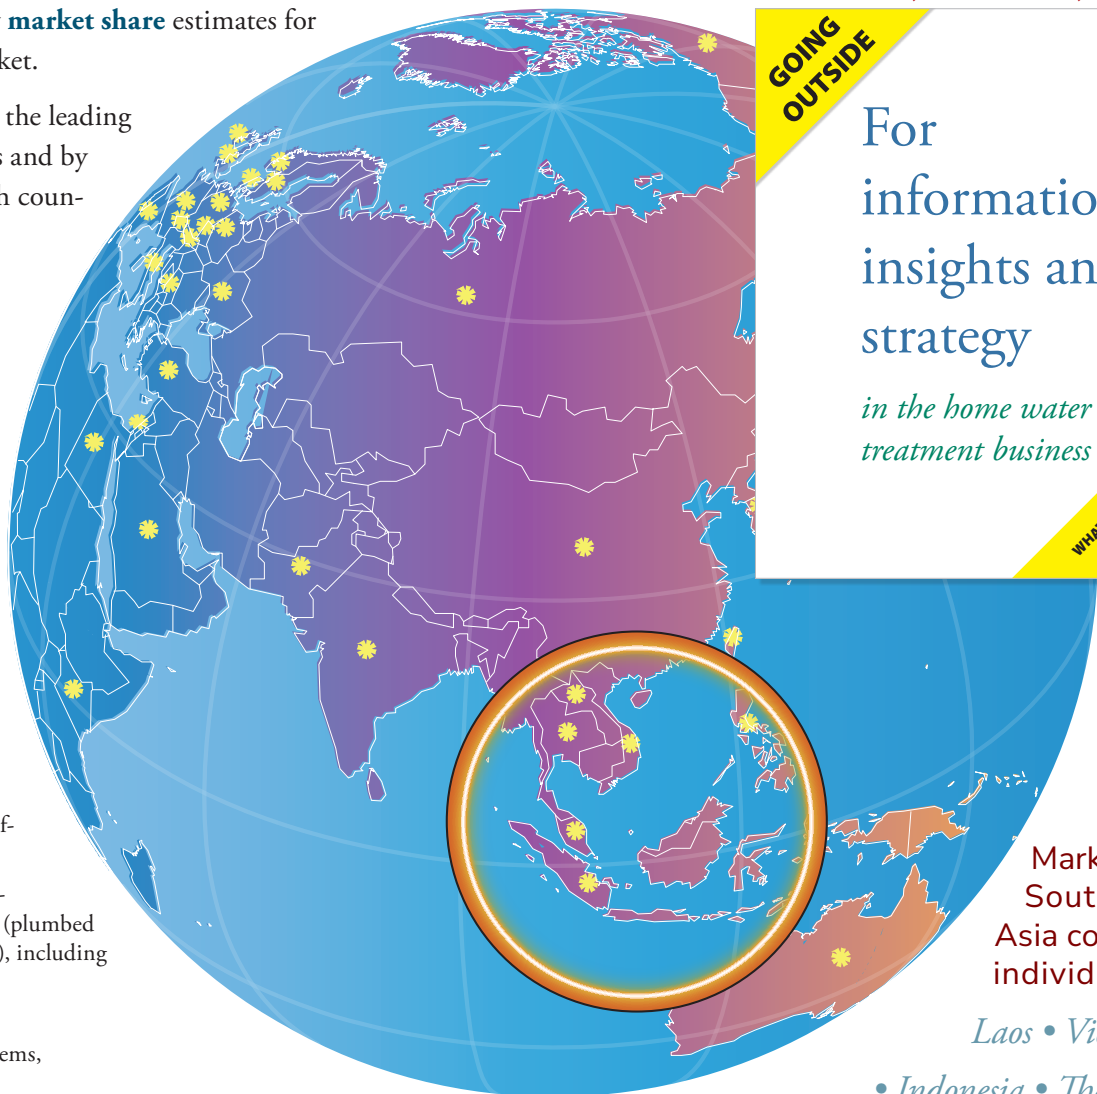 market share estimates for
ket.
the leading
s and by
h coun-
f-
-
(plumbed
), including
ems,
GOING
OUTSIDE
For
informatio
insights an
strategy
in the home water
treatment business
WHA
Mark
Sout
Asia co
individ
Laos • Vi
• Indonesia • Th